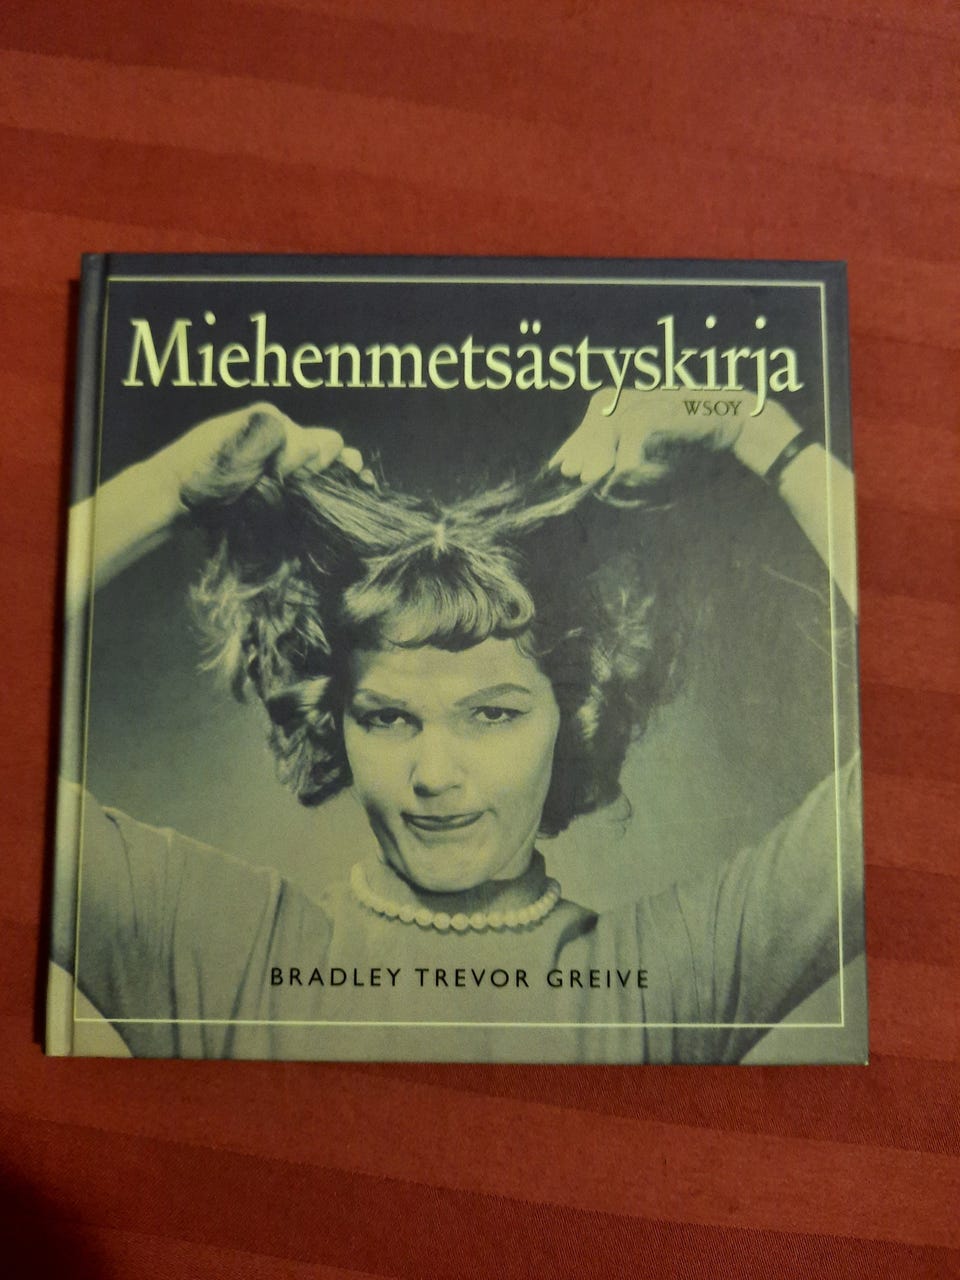 Miehenmetsästyskirja
WSOY
BRADLEY TREVOR GREIVE